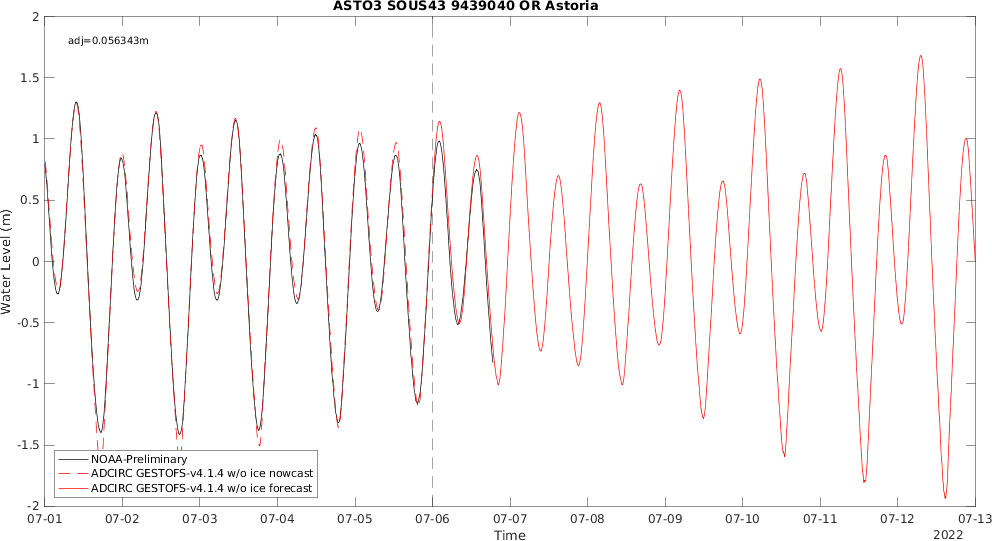 ASTO3 SOUS43 9439040 OR Astoria
adj=0.056343m
2
1.5
1
0.5
0
-0.5
-1
-1.5
-2
Water Level (m)
NOAA-Preliminary
ADCIRC GESTOFS-v4.1.4 w/o ice nowcast
ADCIRC GESTOFS-v4.1.4 w/o ice forecast
07-01 07-02 07-03 07-04 07-05 07-06 07-07 07-08 07-09 07-10 07-11 07-12 07-13
Time
2022